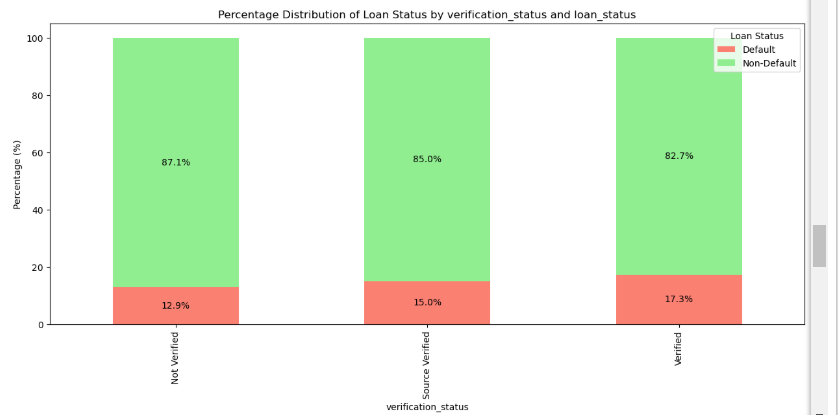 Percentage Distribution of Loan Status by verification_status and loan_status
Loan Status
Default
Non-Default
Percentage (%)
100
80
60
40
20
0
87.1%
85.0%
82.7%
12.9%
15.0%
17.3%
Not Verified
Source Verified
Verified
verification_status